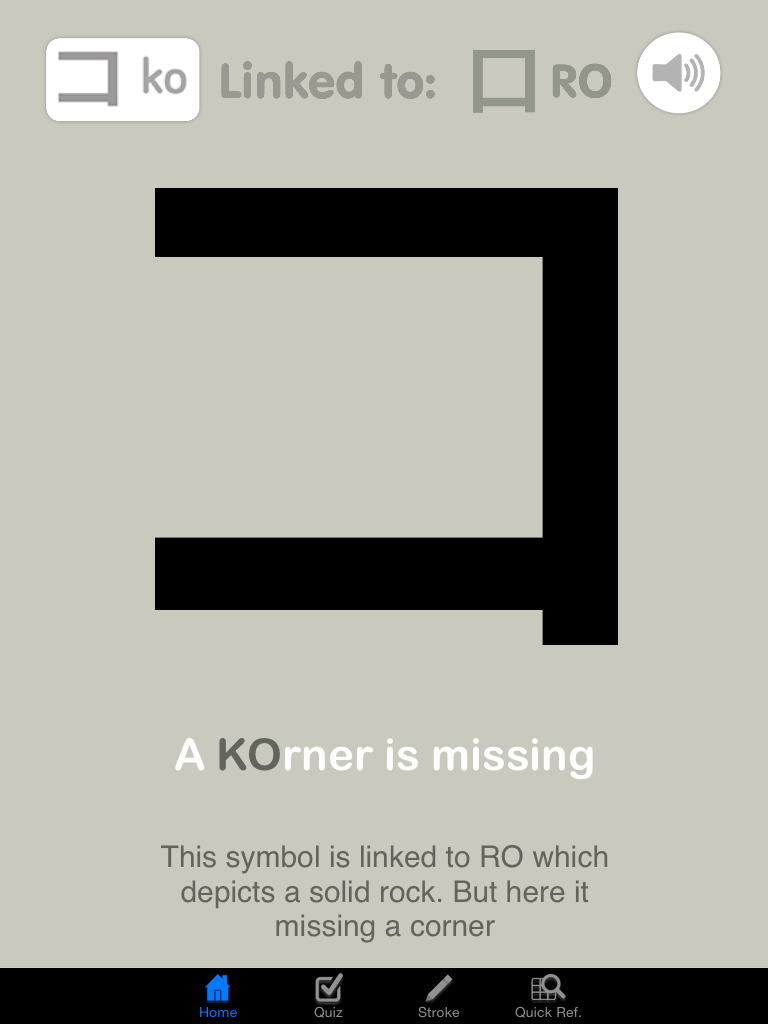 コ ko Linked to: ロ RO
コ
A KOrner is missing
This symbol is linked to RO which
depicts a solid rock. But here it
missing a corner
Home Quiz Stroke Quick Ref.